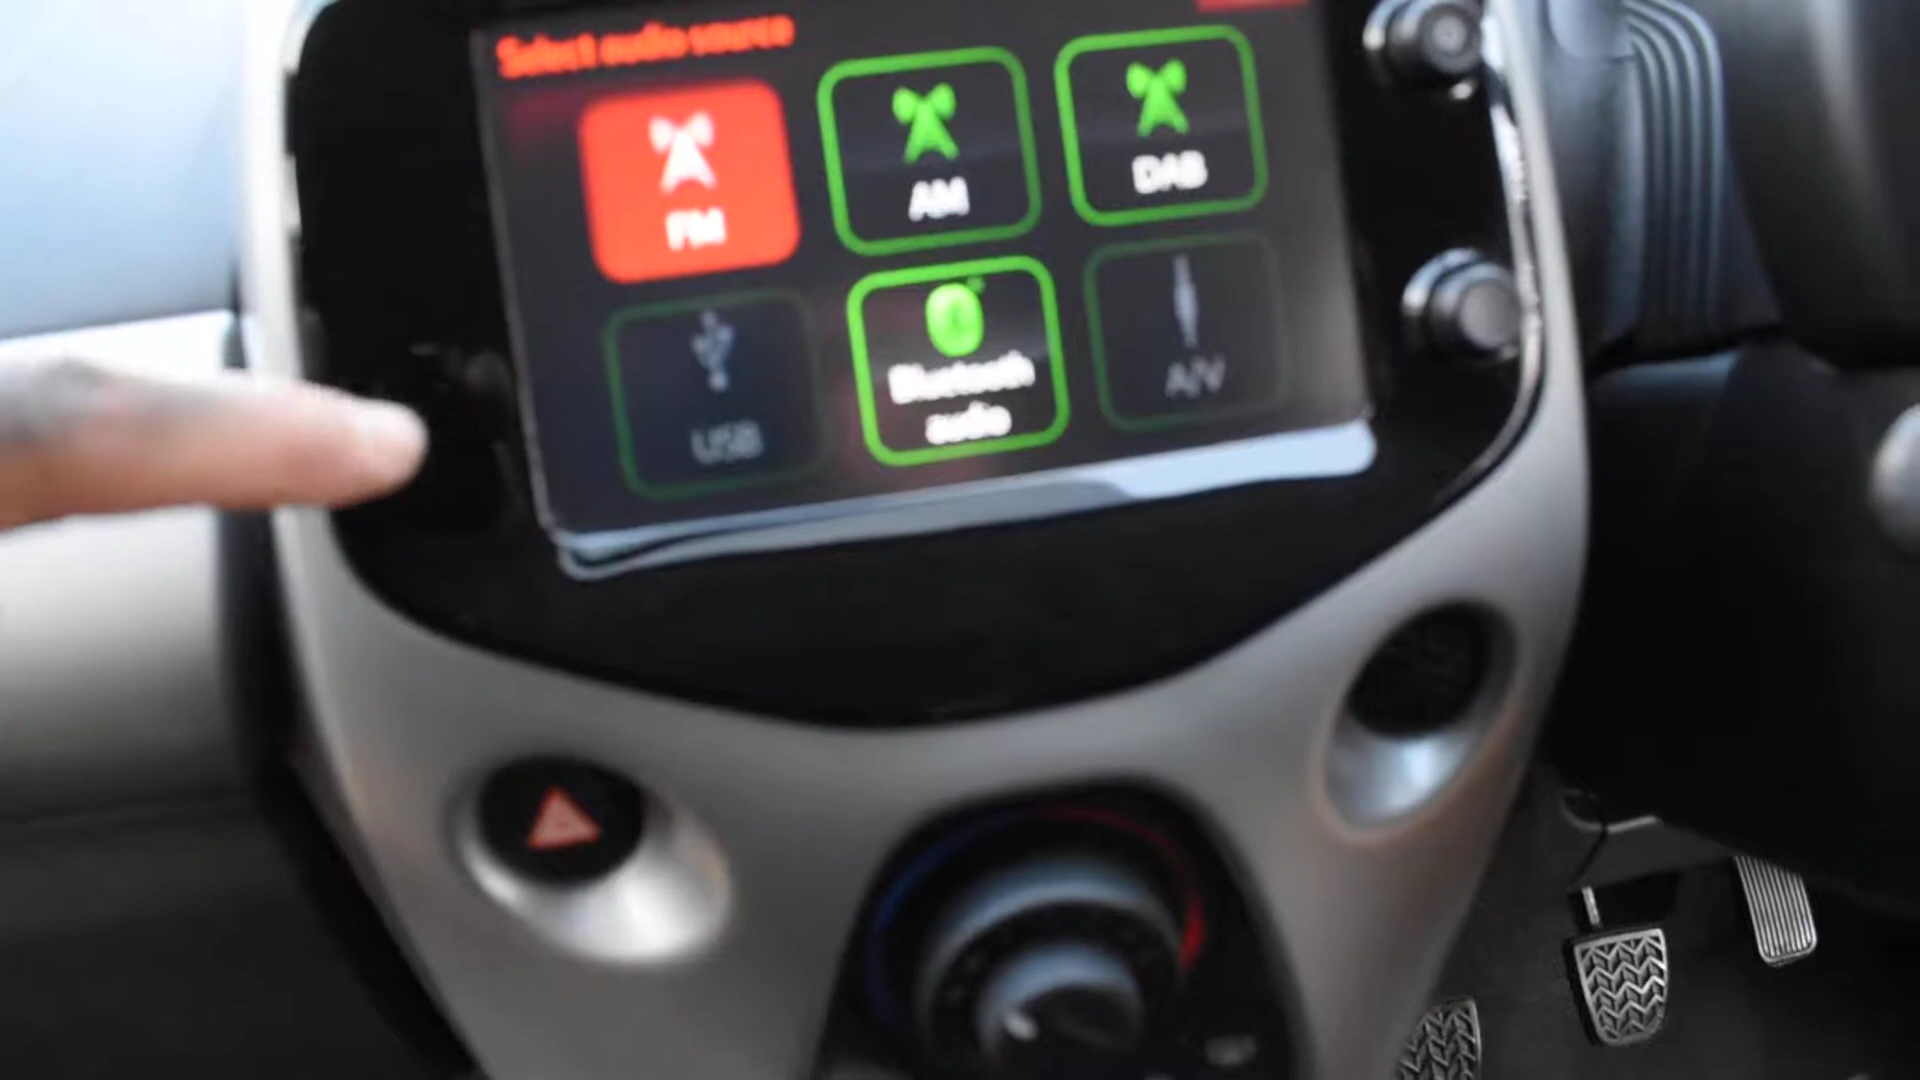 Select audio source
FM
AM
DAB
USB
Bluetooth
audio
A/V